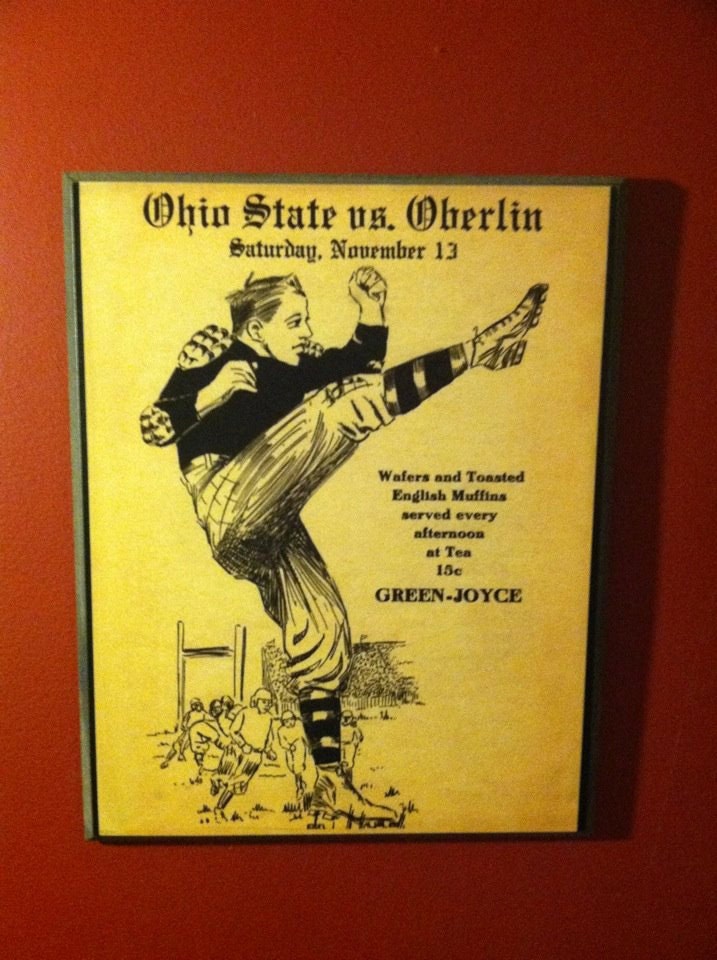 Ohio State vs. Oberlin
Saturday, November 13
Wafers and Toasted
English Muffins
served every
afternoon
at Tea
15c
GREEN-JOYCE